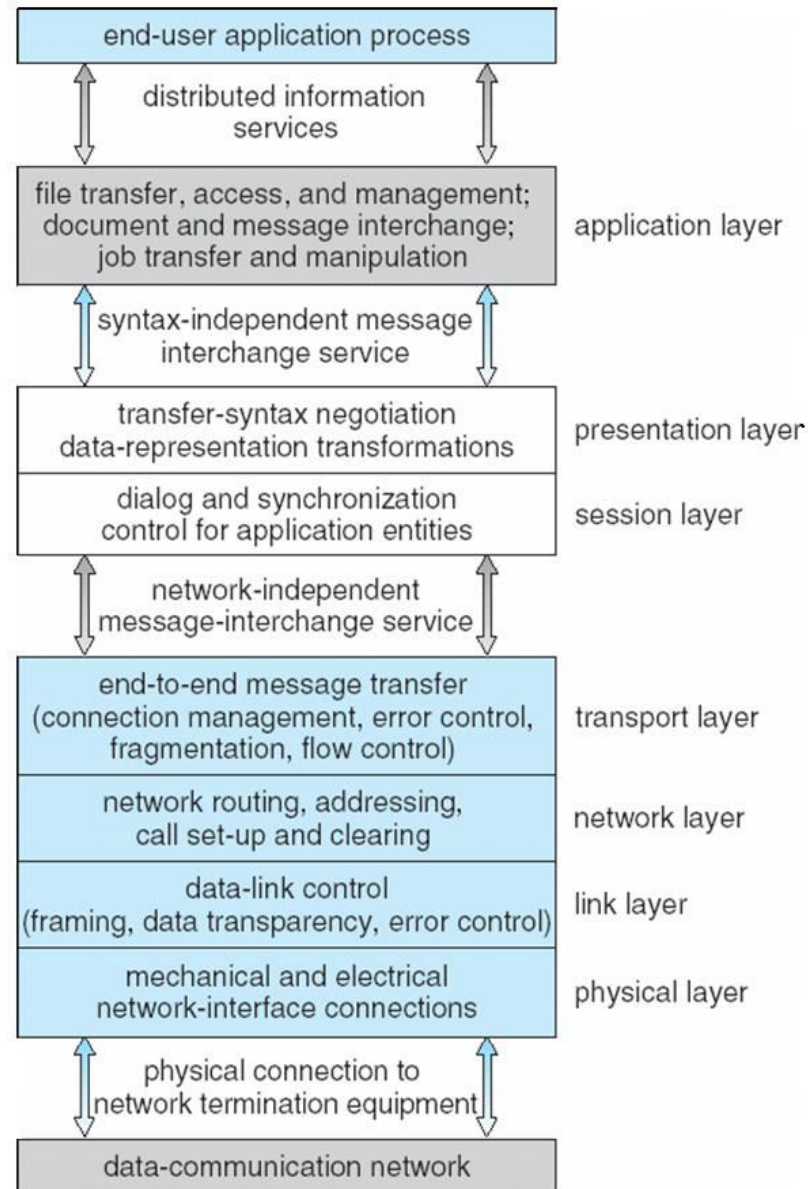 end-user application process
distributed information
services
file transfer, access, and management;
document and message interchange;
job transfer and manipulation
application layer
syntax-independent message
interchange service
transfer-syntax negotiation
data-representation transformations
presentation layer
dialog and synchronization
control for application entities
session layer
network-independent
message-interchange service
end-to-end message transfer
(connection management, error control,
fragmentation, flow control)
transport layer
network routing, addressing,
call set-up and clearing
network layer
data-link control
(framing, data transparency, error control)
link layer
mechanical and electrical
network-interface connections
physical layer
physical connection to
network termination equipment
data-communication network